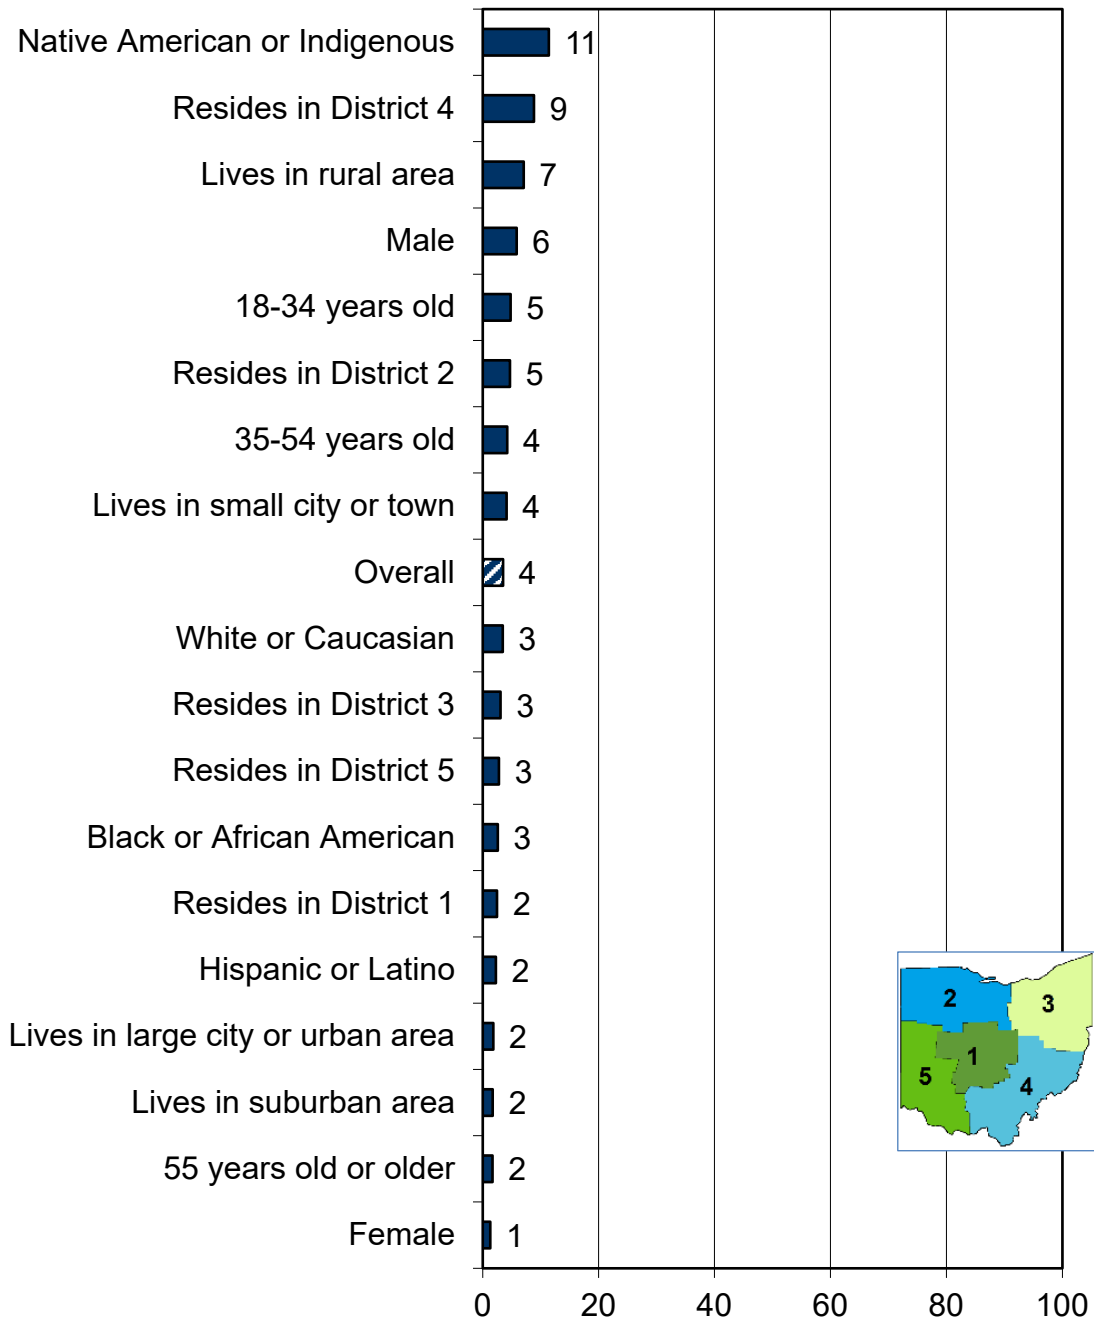 Native American or Indigenous 11
Resides in District 4 9
Lives in rural area 7
Male 6
18-34 years old 5
Resides in District 2 5
35-54 years old 4
Lives in small city or town 4
Overall 4
White or Caucasian 3
Resides in District 3 3
Resides in District 5 3
Black or African American 3
Resides in District 1 2
Hispanic or Latino 2
Lives in large city or urban area 2
Lives in suburban area 2
55 years old or older 2
Female 1
0 20 40 60 80 100
2 3
1
5 4